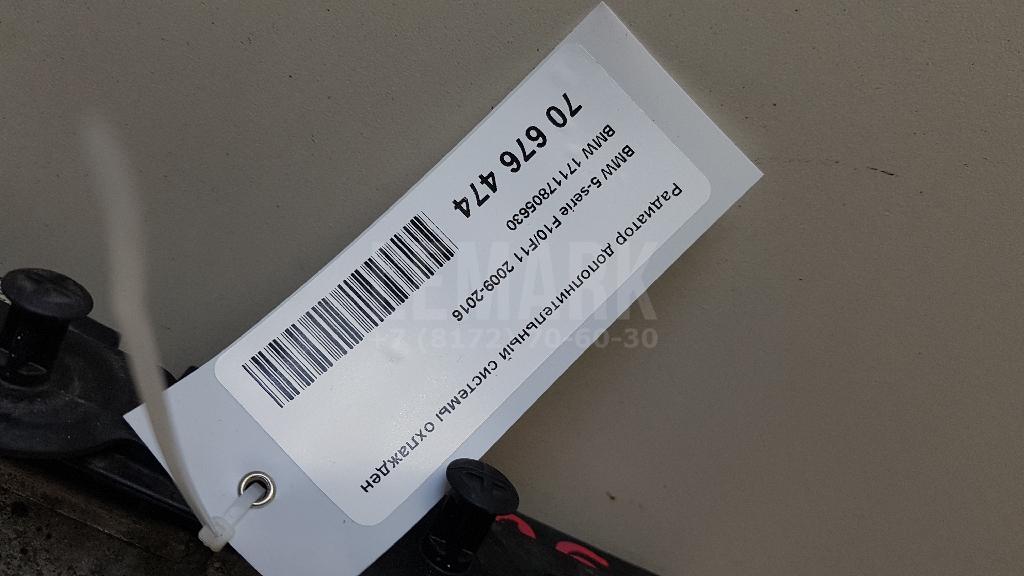 Радиатор дополнительный системы охлажден
BMW 5-serie F10/F11 2009-2016
BMW 17117805630
70 676 474
REMARK
+7 (8172) 70-60-30